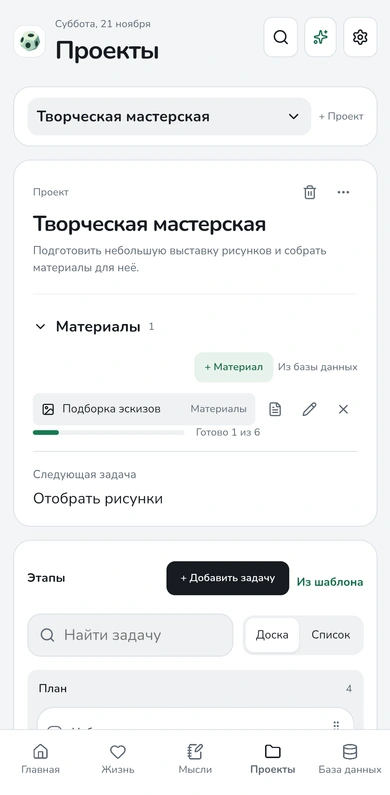 Суббота, 21 ноября
Проекты
Творческая мастерская
+ Проект
Проект
Творческая мастерская
Подготовить небольшую выставку рисунков и собрать
материалы для неё.
Материалы 1
+ Материал Из базы данных
Подборка эскизов Материалы
Готово 1 из 6
Следующая задача
Отобрать рисунки
Этапы
+ Добавить задачу
Из шаблона
Найти задачу
Доска Список
План 4
Главная Жизнь Мысли Проекты База данных